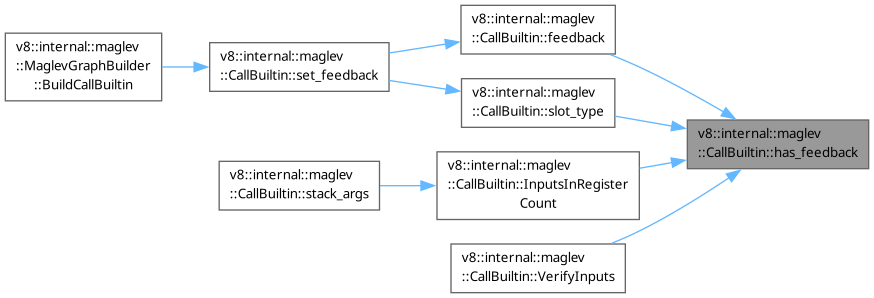 v8::internal::maglev
::MaglevGraphBuilder
::BuildCallBuiltin
v8::internal::maglev
::CallBuiltin::set_feedback
v8::internal::maglev
::CallBuiltin::feedback
v8::internal::maglev
::CallBuiltin::slot_type
v8::internal::maglev
::CallBuiltin::has_feedback
v8::internal::maglev
::CallBuiltin::stack_args
v8::internal::maglev
::CallBuiltin::InputsInRegister
Count
v8::internal::maglev
::CallBuiltin::VerifyInputs